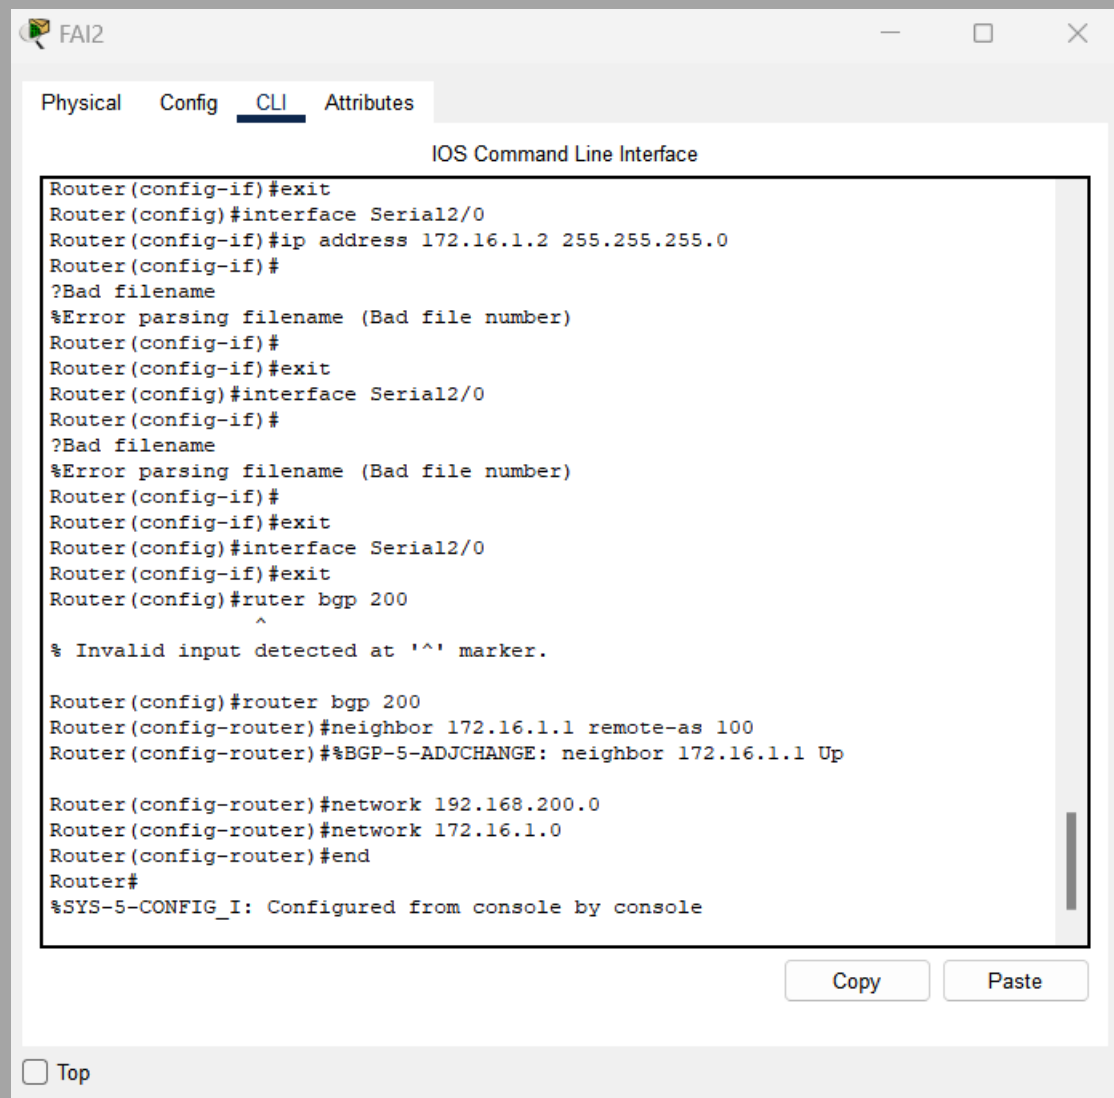 FAI2
Physical Config CLI Attributes
IOS Command Line Interface
Router(config-if)#exit
Router(config)#interface Serial2/0
Router(config-if)#ip address 172.16.1.2 255.255.255.0
Router(config-if)#
?Bad filename
%Error parsing filename (Bad file number)
Router(config-if)#
Router(config-if)#exit
Router(config)#interface Serial2/0
Router(config-if)#
?Bad filename
%Error parsing filename (Bad file number)
Router(config-if)#
Router(config-if)#exit
Router(config)#interface Serial2/0
Router(config-if)#exit
Router(config)#ruter bgp 200
^
% Invalid input detected at '^' marker.
Router(config)#router bgp 200
Router(config-router)#neighbor 172.16.1.1 remote-as 100
Router(config-router)#%BGP-5-ADJCHANGE: neighbor 172.16.1.1 Up
Router(config-router)#network 192.168.200.0
Router(config-router)#network 172.16.1.0
Router(config-router)#end
Router#
%SYS-5-CONFIG_I: Configured from console by console
Copy Paste
Top